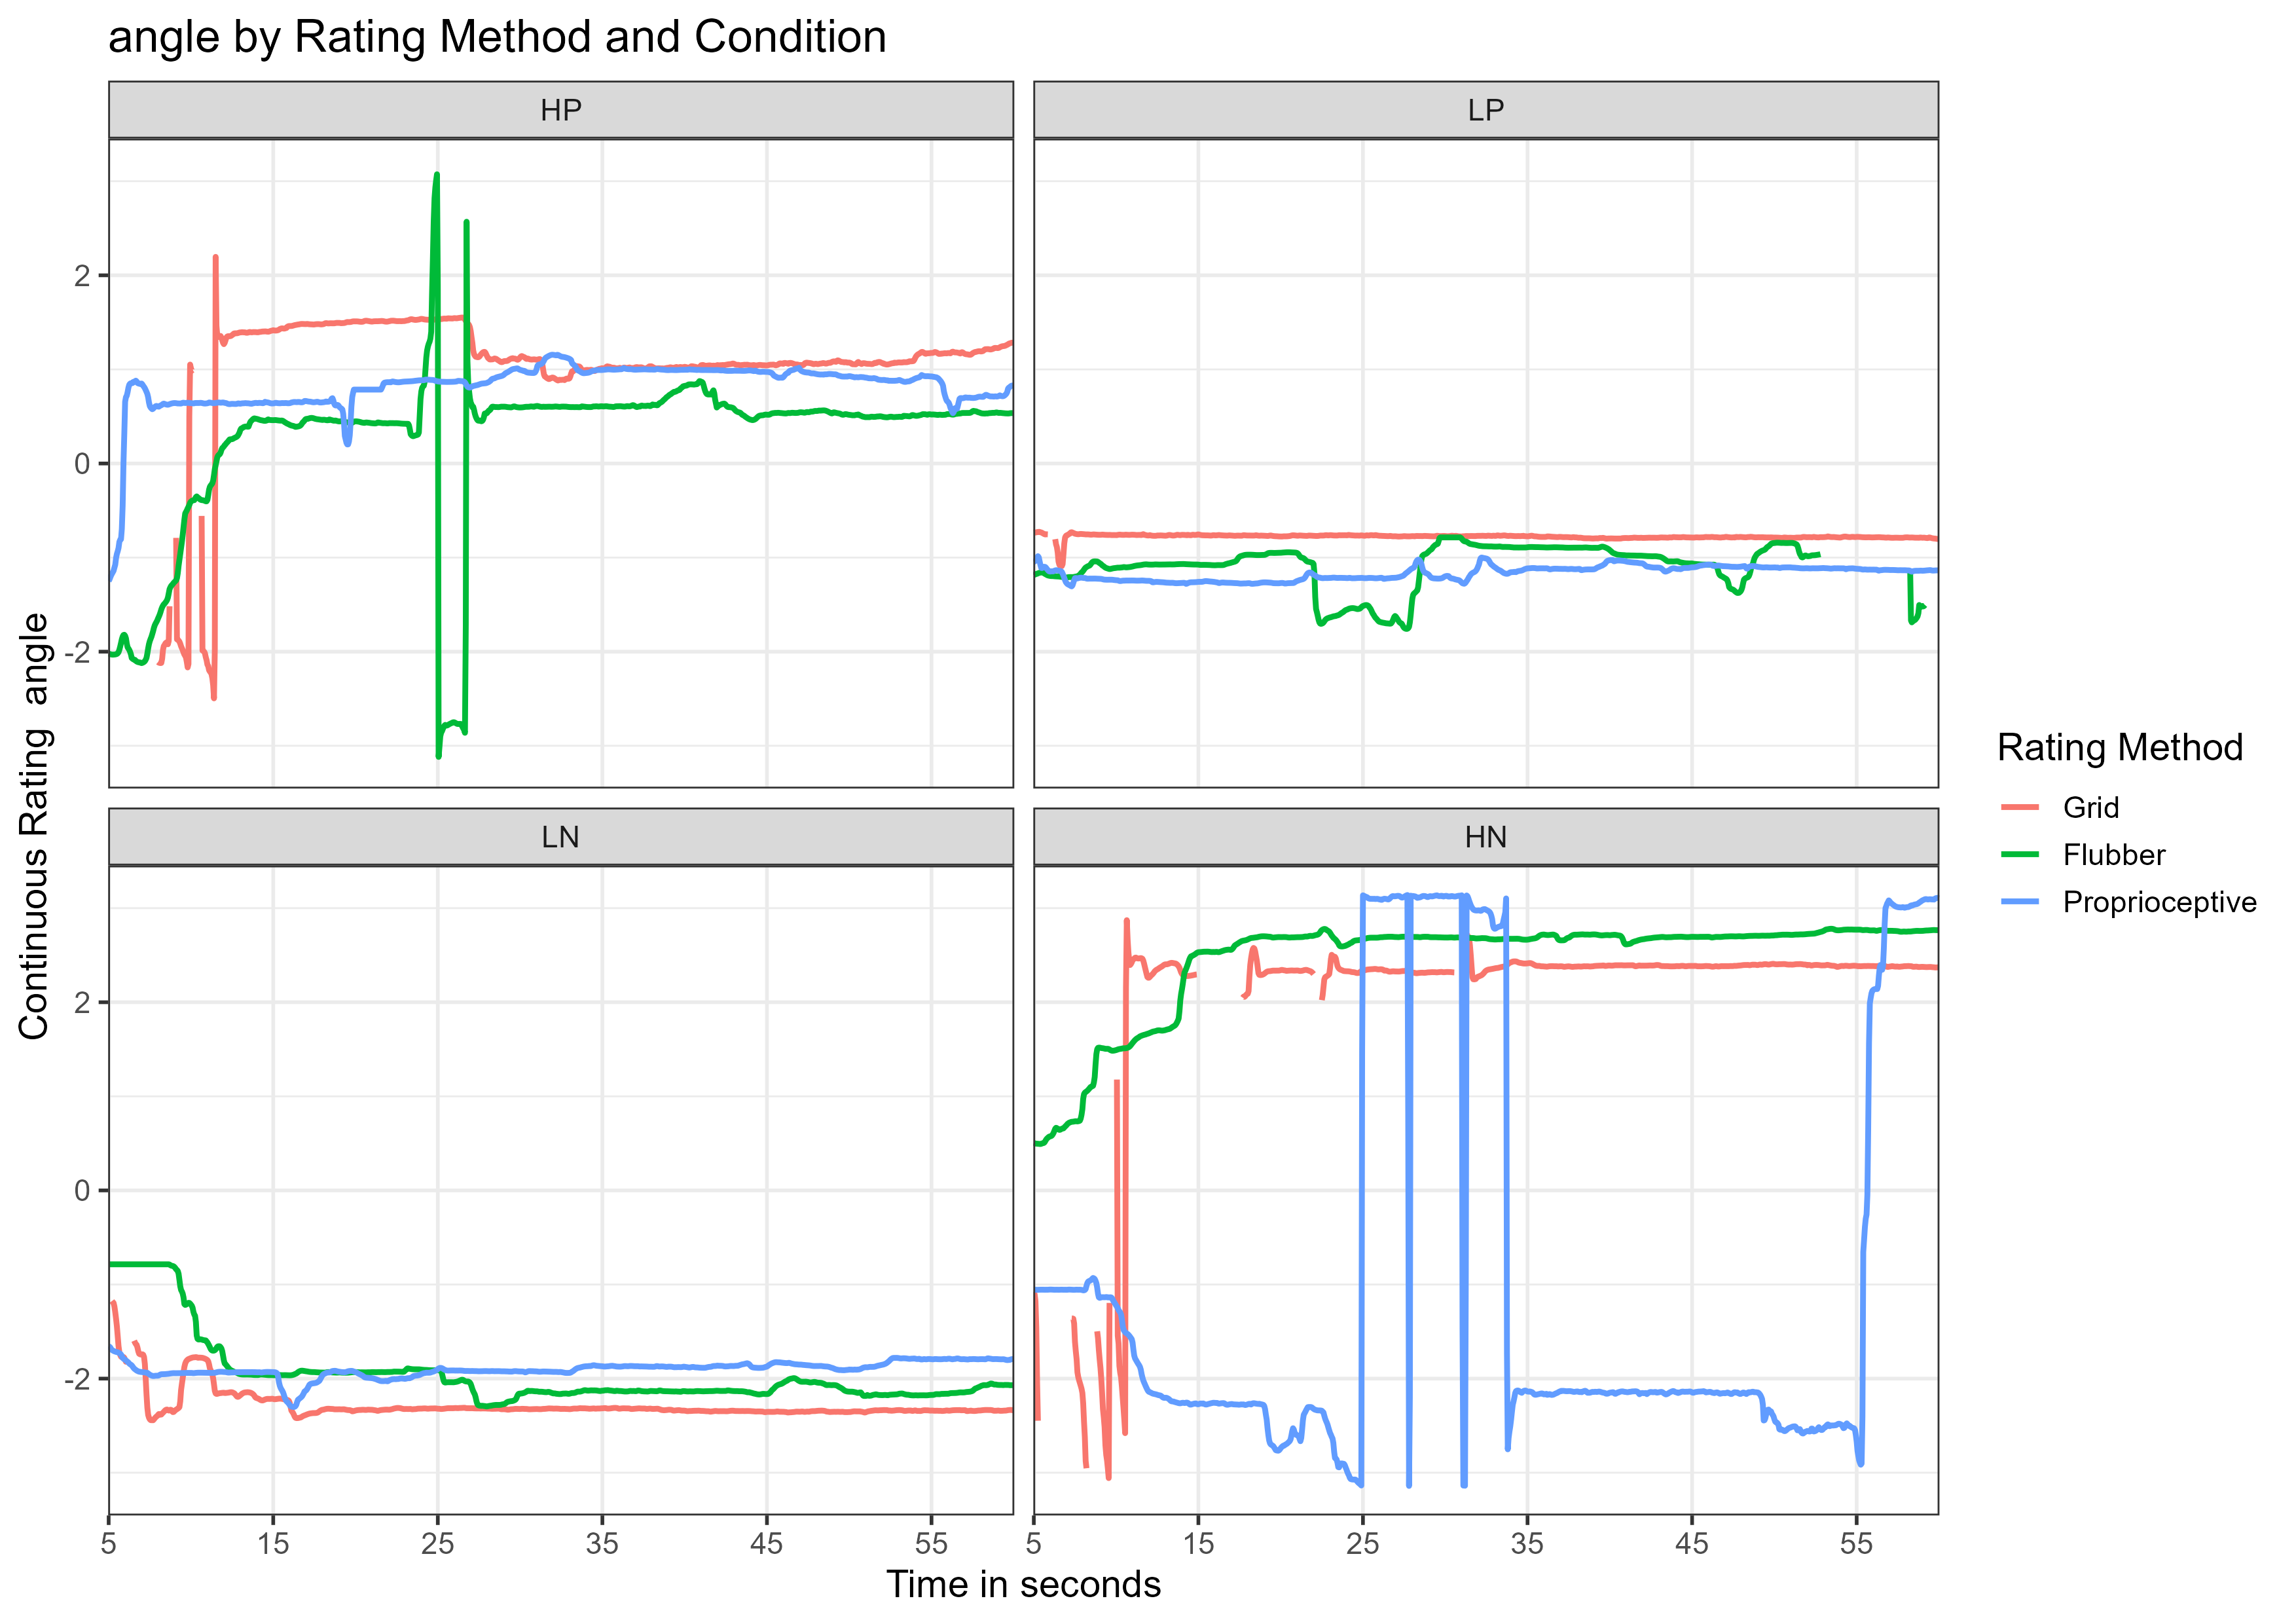 angle by Rating Method and Condition
HP
LP
2
0
-2
LN
HN
2
0
-2
5 15 25 35 45 55 5 15 25 35 45 55
Time in seconds
Continuous Rating angle
Rating Method
Grid
Flubber
Proprioceptive